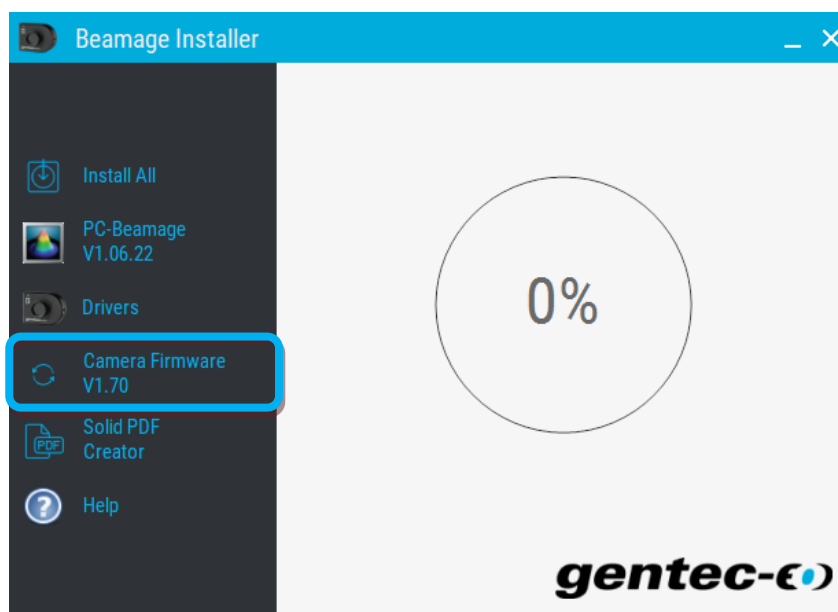 Beamage Installer
Install All
PC-Beamage
V1.06.22
Drivers
Camera Firmware
V1.70
Solid PDF
Creator
PDF
Help
0%
gentec-eo